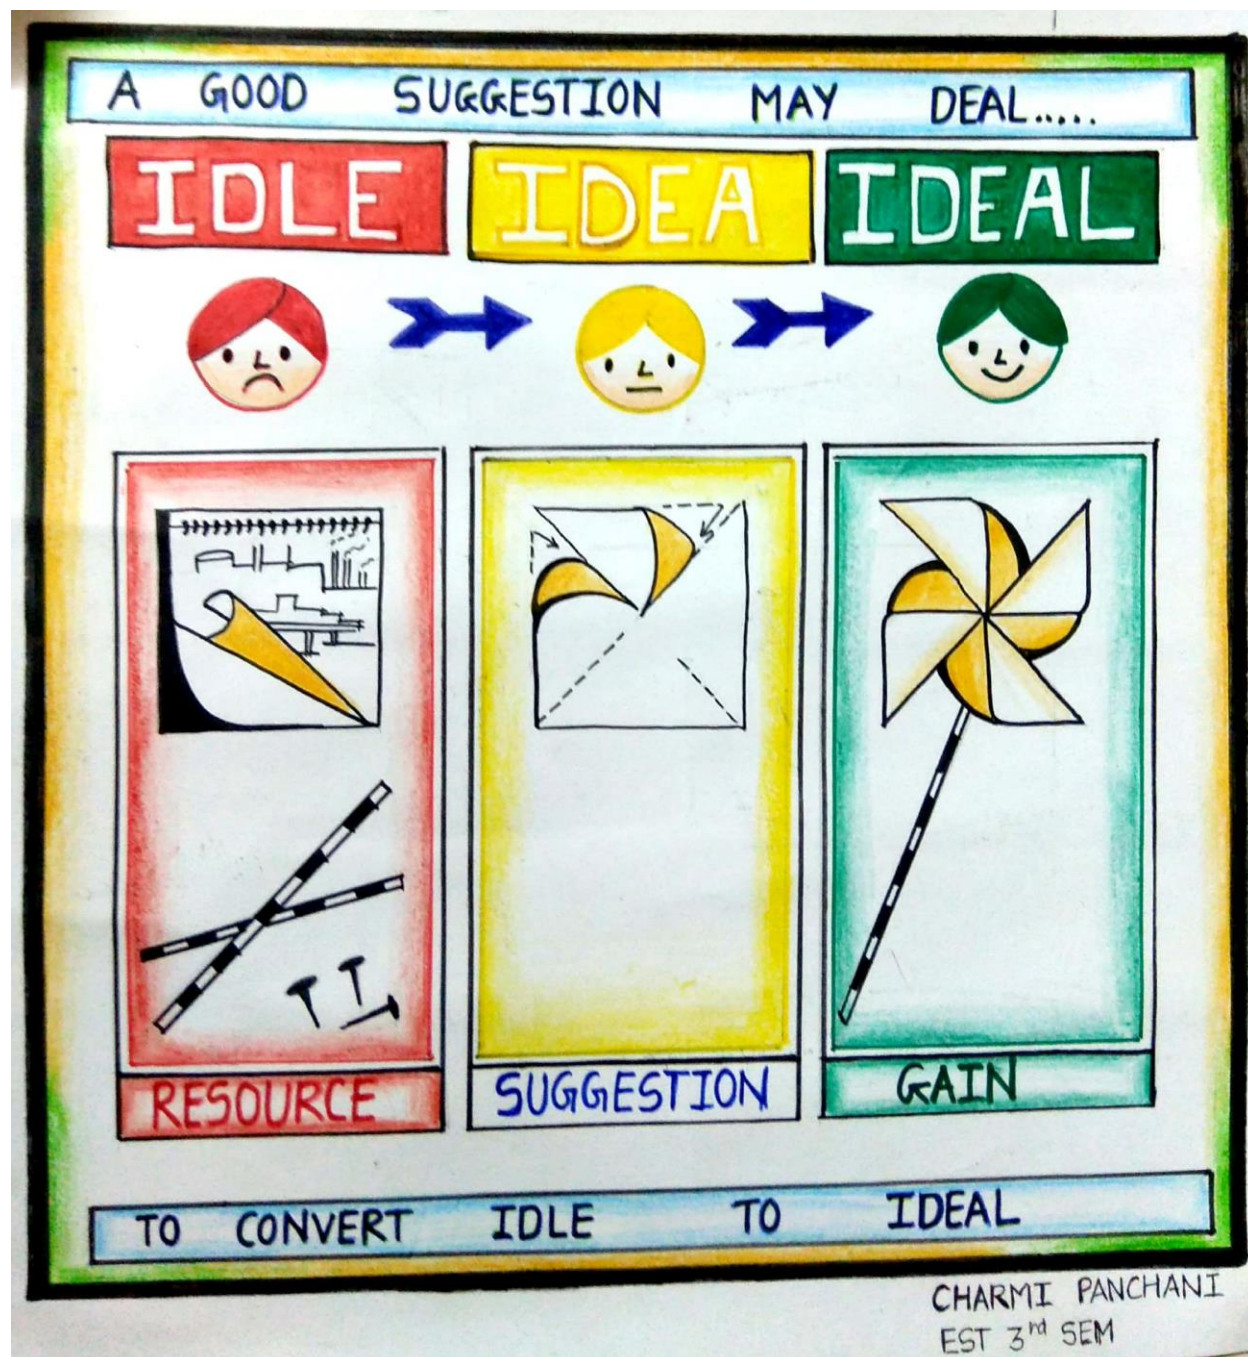 A GOOD SUGGESTION MAY DEAL.....
IDLE IDEA IDEAL
RESOURCE SUGGESTION GAIN
TO CONVERT IDLE TO IDEAL
CHARMI PANCHANI
EST 3rd SEM